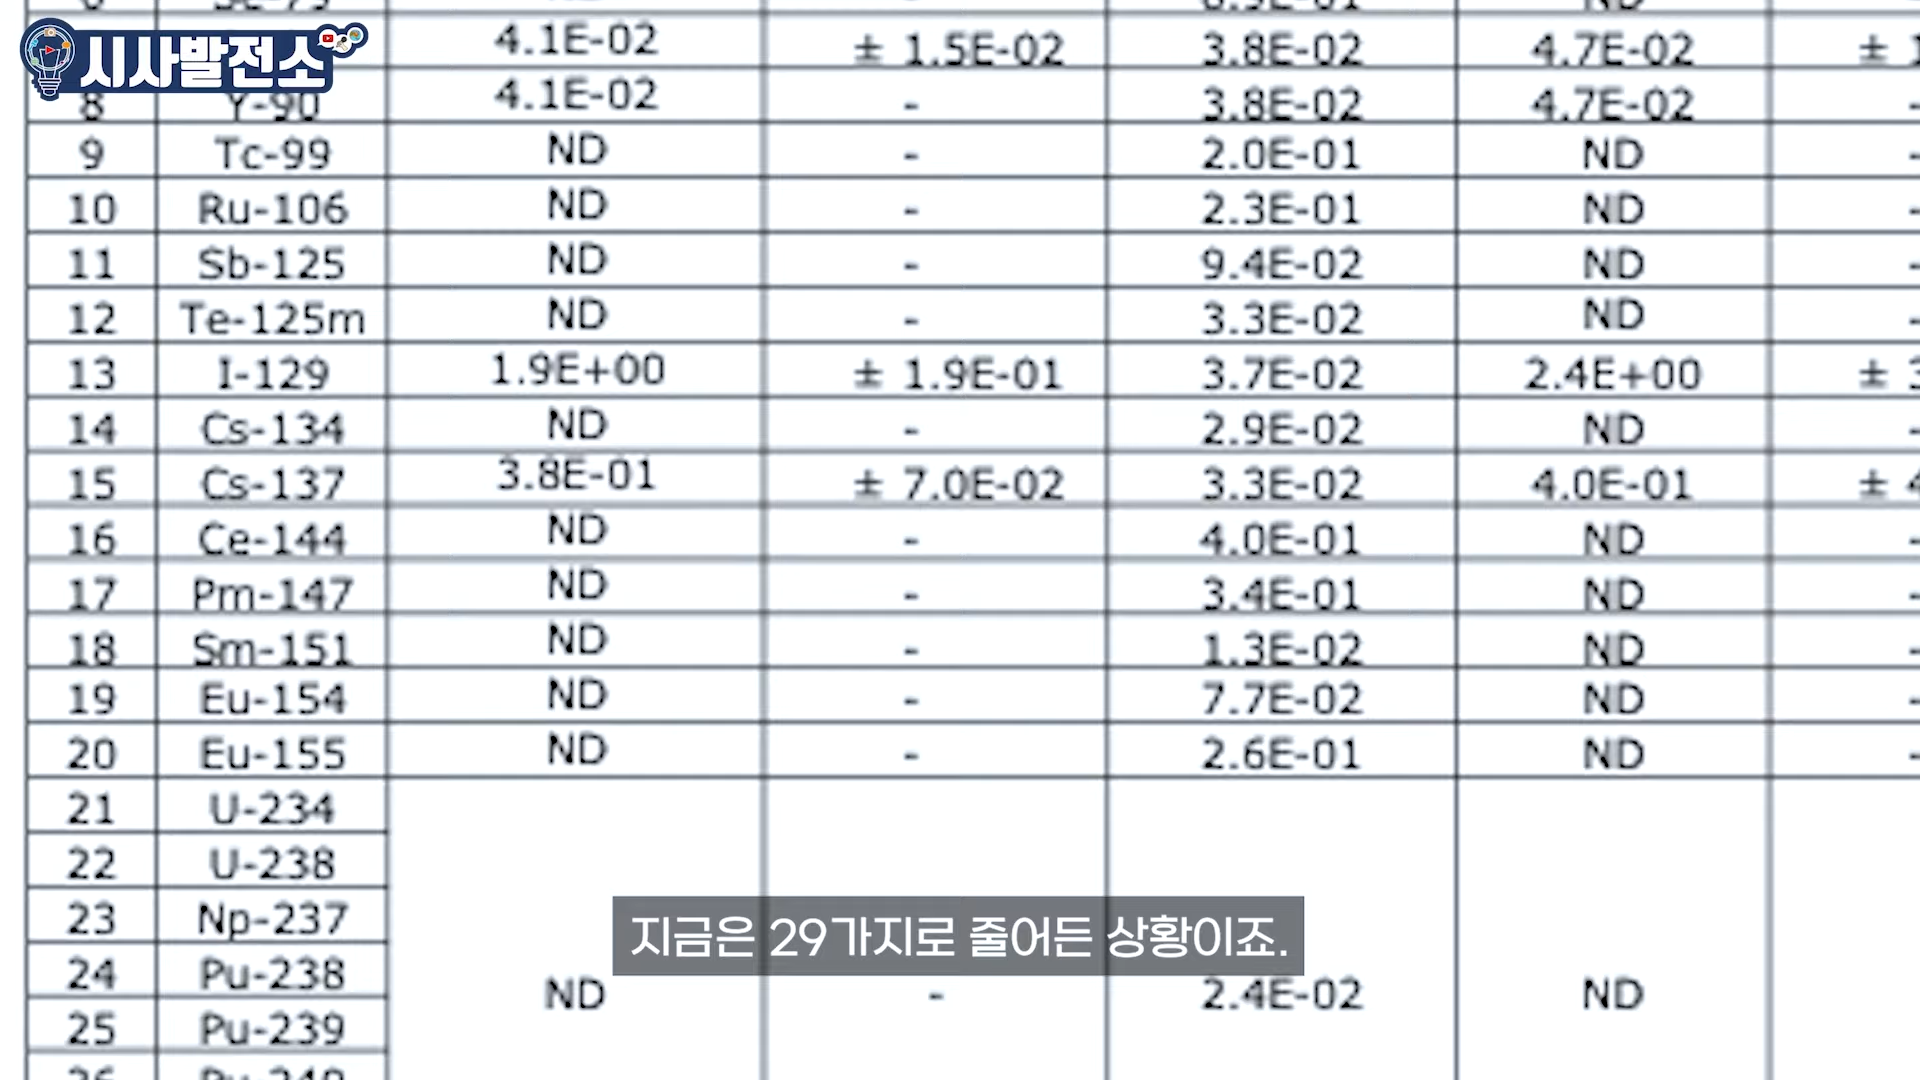 시사발전소
4.1E-02 ± 1.5E-02 3.8E-02 4.7E-02 ±
8 Y-90 4.1E-02 - 3.8E-02 4.7E-02 -
9 Tc-99 ND - 2.0E-01 ND -
10 Ru-106 ND - 2.3E-01 ND -
11 Sb-125 ND - 9.4E-02 ND -
12 Te-125m ND - 3.3E-02 ND -
13 I-129 1.9E+00 ± 1.9E-01 3.7E-02 2.4E+00 ± 3
14 Cs-134 ND - 2.9E-02 ND -
15 Cs-137 3.8E-01 ± 7.0E-02 3.3E-02 4.0E-01 ± 4
16 Ce-144 ND - 4.0E-01 ND -
17 Pm-147 ND - 3.4E-01 ND -
18 Sm-151 ND - 1.3E-02 ND -
19 Eu-154 ND - 7.7E-02 ND -
20 Eu-155 ND - 2.6E-01 ND -
21 U-234
22 U-238
23 Np-237
지금은 29가지로 줄어든 상황이죠.
24 Pu-238
ND - 2.4E-02 ND
25 Pu-239